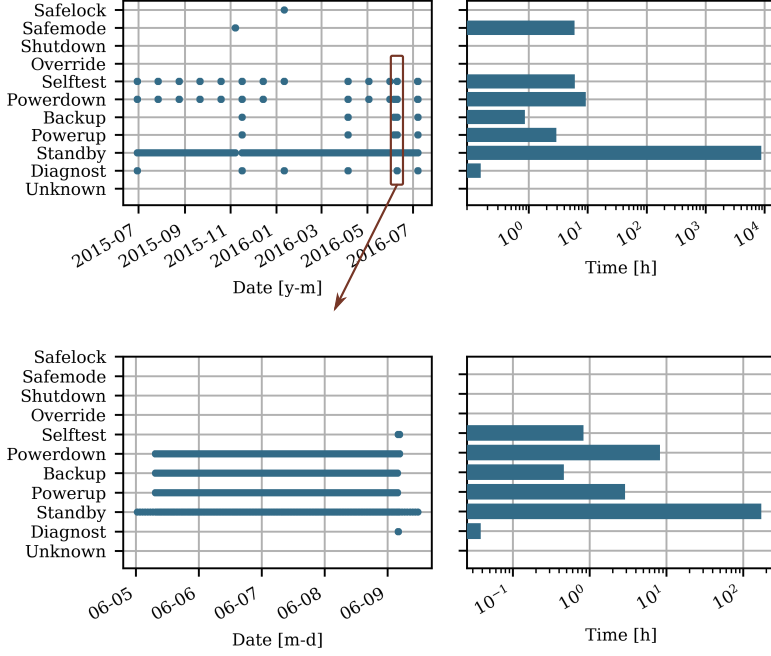 Safelock
Safemode
Shutdown
Override
Selftest
Powerdown
Backup
Powerup
Standby
Diagnost
Unknown
2015-07
2015-09
2015-11
2016-01
2016-03
2016-05
2016-07
Date [y-m]
10^0
10^1
10^2
10^3
10^4
Time [h]
Safelock
Safemode
Shutdown
Override
Selftest
Powerdown
Backup
Powerup
Standby
Diagnost
Unknown
06-05
06-06
06-07
06-08
06-09
Date [m-d]
10^−1
10^0
10^1
10^2
Time [h]